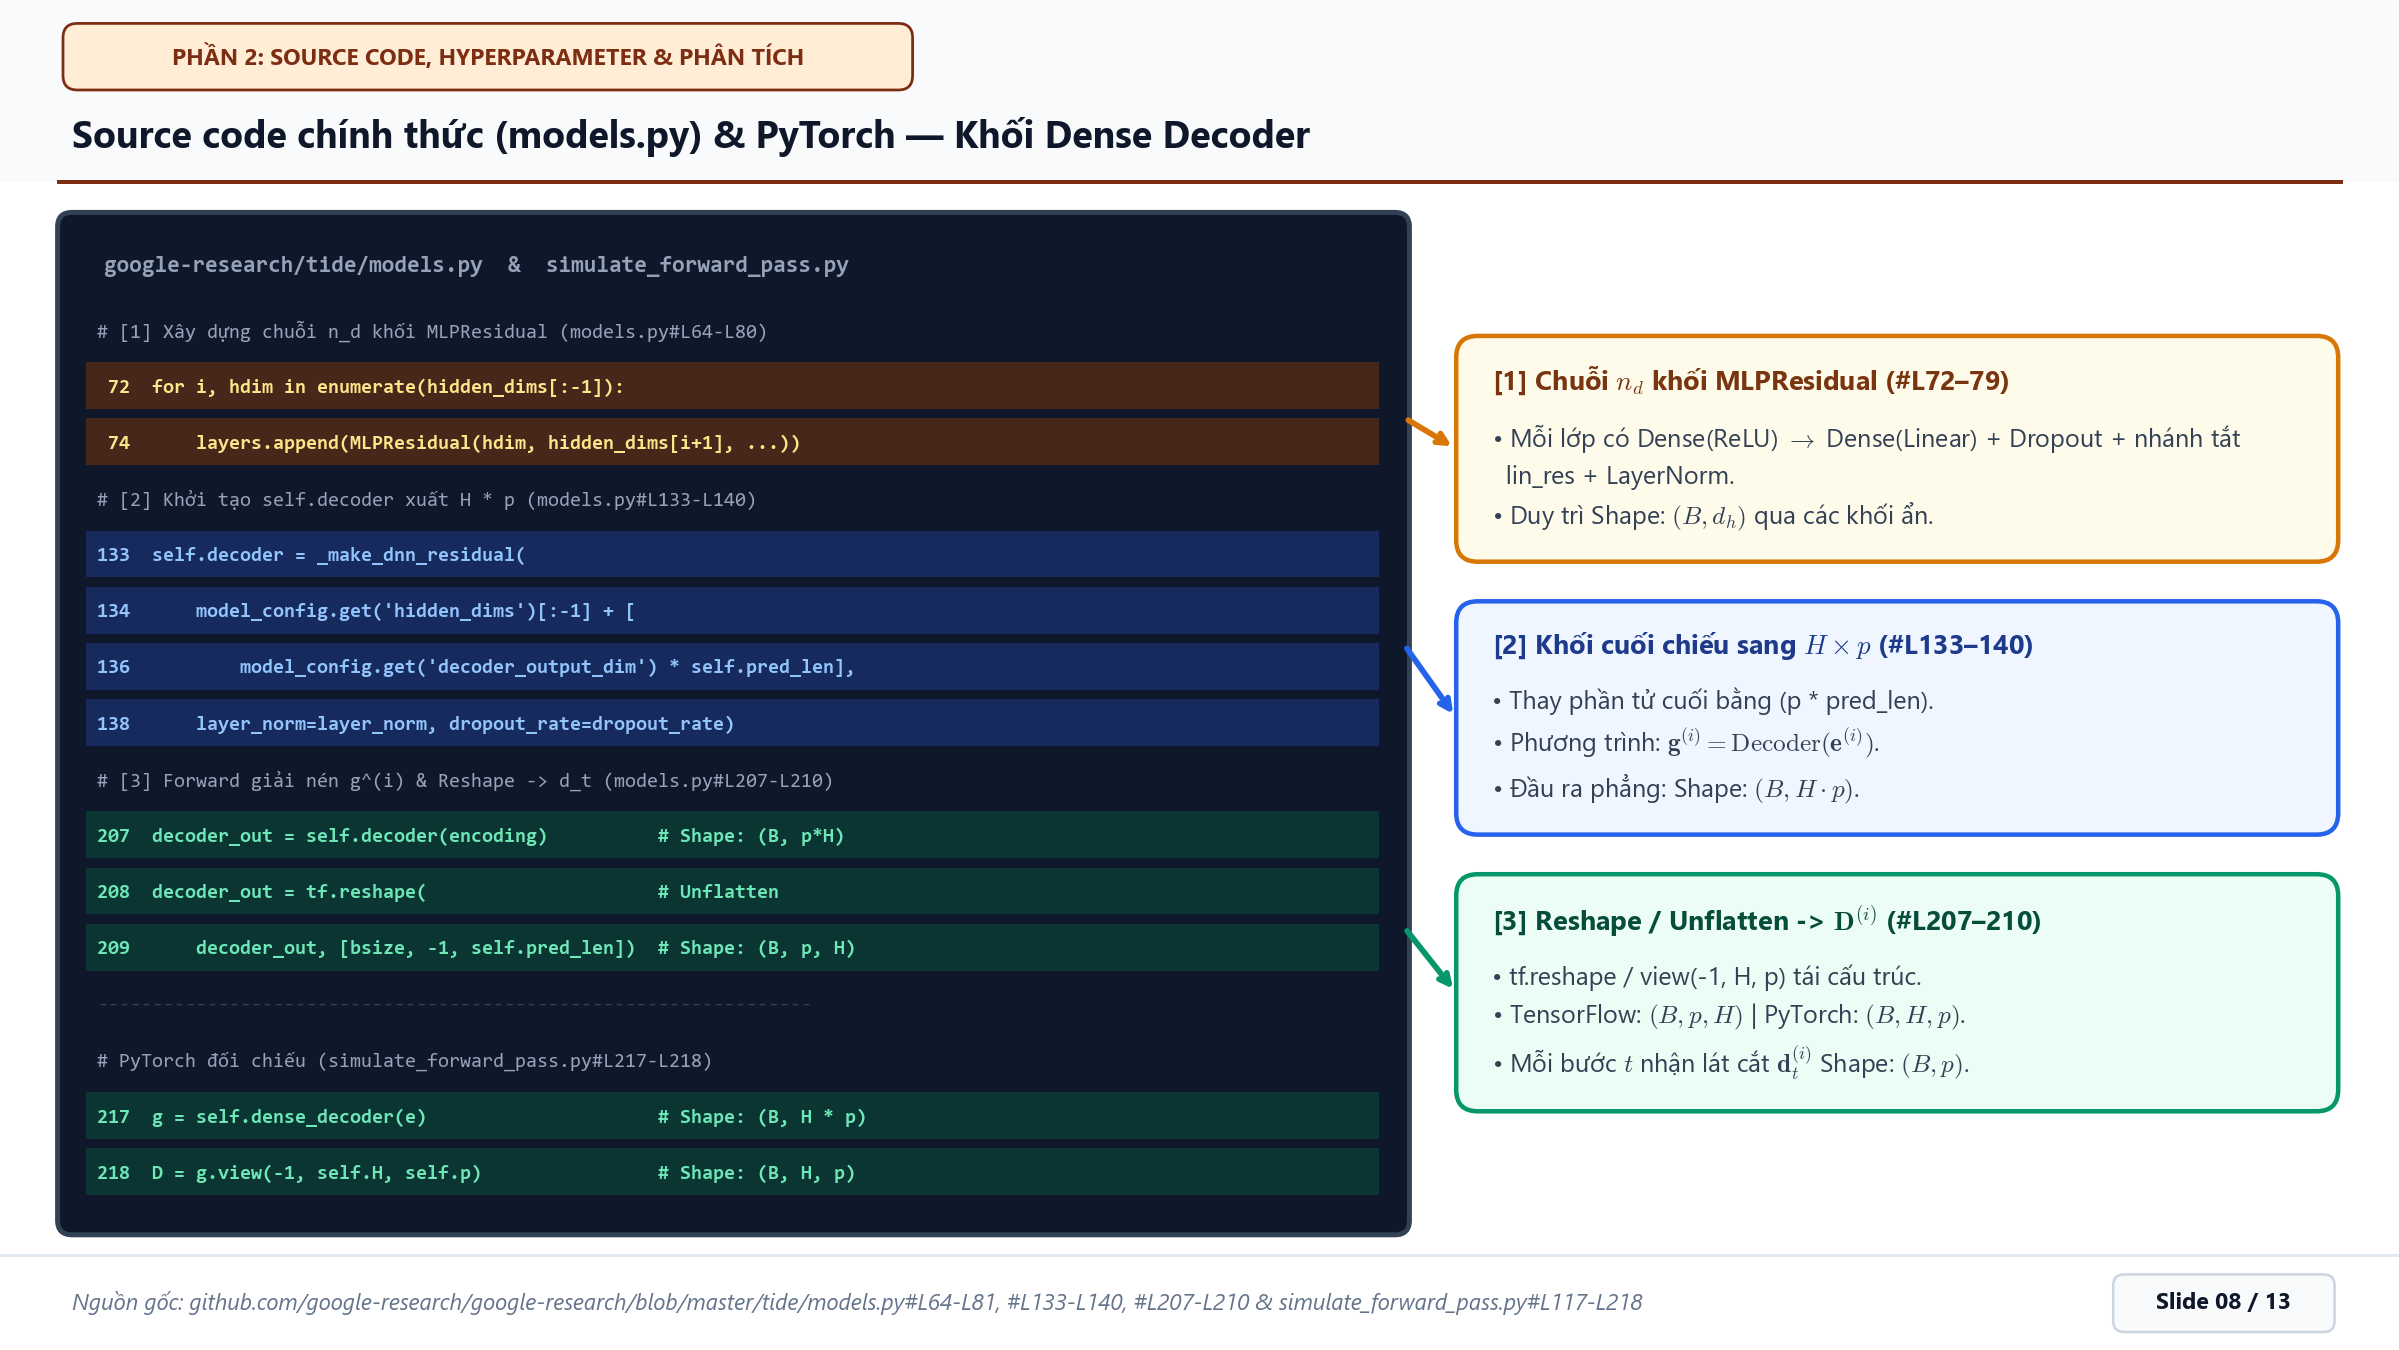 PHẦN 2: SOURCE CODE, HYPERPARAMETER & PHÂN TÍCH
Source code chính thức (models.py) & PyTorch — Khối Dense Decoder
google-research/tide/models.py & simulate_forward_pass.py
# [1] Xây dựng chuỗi n_d khối MLPResidual (models.py#L64-L80)
72 for i, hdim in enumerate(hidden_dims[:-1]):
74 layers.append(MLPResidual(hdim, hidden_dims[i+1], ...))
# [2] Khởi tạo self.decoder xuất H * p (models.py#L133-L140)
133 self.decoder = _make_dnn_residual(
134 model_config.get('hidden_dims')[:-1] + [
136 model_config.get('decoder_output_dim') * self.pred_len],
138 layer_norm=layer_norm, dropout_rate=dropout_rate)
# [3] Forward giải nén g^(i) & Reshape -> d_t (models.py#L207-L210)
207 decoder_out = self.decoder(encoding) # Shape: (B, p*H)
208 decoder_out = tf.reshape( # Unflatten
209 decoder_out, [bsize, -1, self.pred_len]) # Shape: (B, p, H)
-----------------------------------------------------------------
# PyTorch đối chiếu (simulate_forward_pass.py#L217-L218)
217 g = self.dense_decoder(e) # Shape: (B, H * p)
218 D = g.view(-1, self.H, self.p) # Shape: (B, H, p)
[1] Chuỗi n_d khối MLPResidual (#L72–79)
• Mỗi lớp có Dense(ReLU) → Dense(Linear) + Dropout + nhánh tắt
lin_res + LayerNorm.
• Duy trì Shape: (B, d_h) qua các khối ẩn.
[2] Khối cuối chiếu sang H × p (#L133–140)
• Thay phần tử cuối bằng (p * pred_len).
• Phương trình: g^(i) = Decoder(e^(i)).
• Đầu ra phẳng: Shape: (B, H · p).
[3] Reshape / Unflatten -> D^(i) (#L207–210)
• tf.reshape / view(-1, H, p) tái cấu trúc.
• TensorFlow: (B, p, H) | PyTorch: (B, H, p).
• Mỗi bước t nhận lát cắt d_t^(i) Shape: (B, p).
Nguồn gốc: github.com/google-research/google-research/blob/master/tide/models.py#L64-L81, #L133-L140, #L207-L210 & simulate_forward_pass.py#L117-L218
Slide 08 / 13